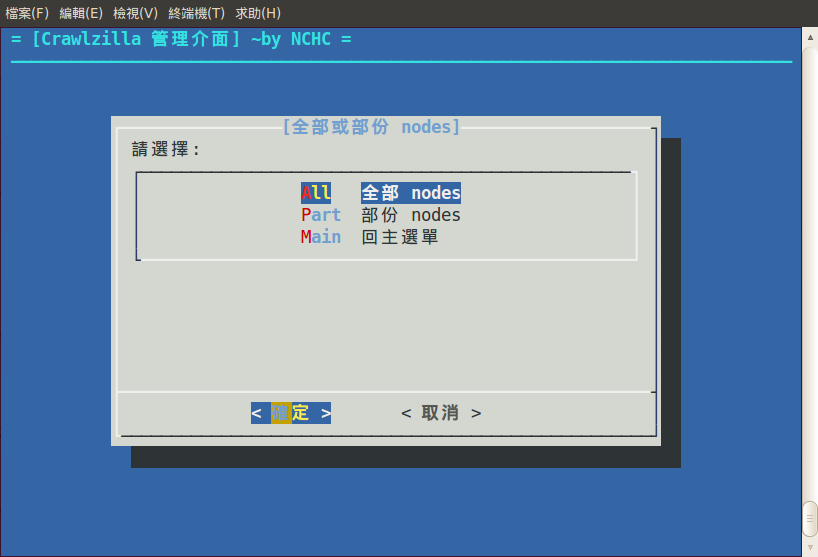 檔案(F) 編輯(E) 檢視(V) 終端機(T) 求助(H)
= [Crawlzilla 管理介面] ~by NCHC =
[全部或部份 nodes]
請選擇:
All 全部 nodes
Part 部份 nodes
Main 回主選單
< 確定 > < 取消 >